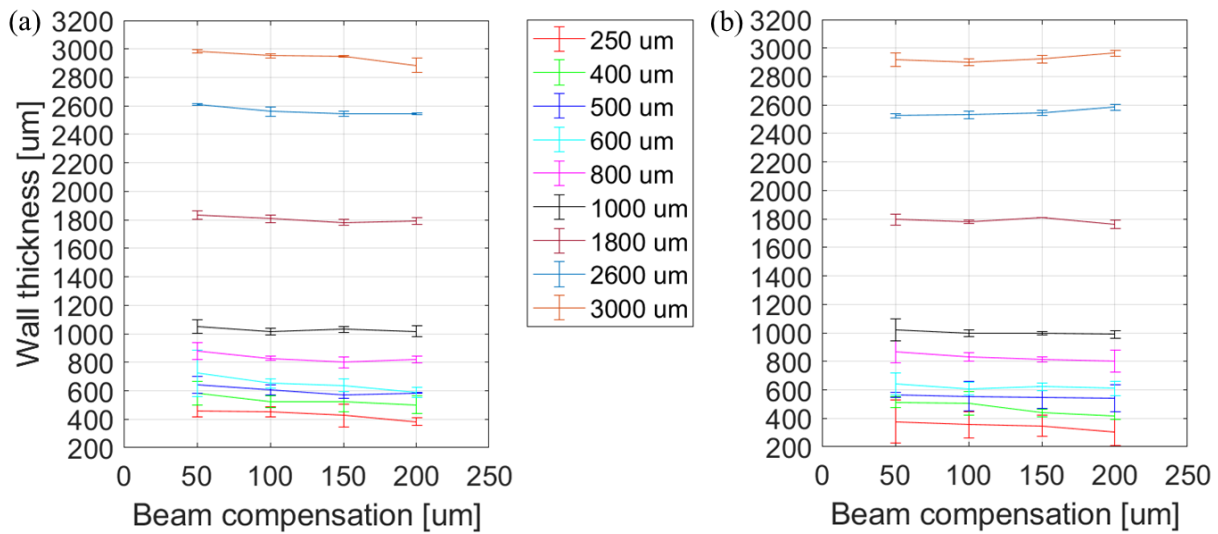 (a)
3200
3000
2800
2600
2400
2200
2000
1800
1600
1400
1200
1000
800
600
400
200
Wall thickness [um]
0 50 100 150 200 250
Beam compensation [um]
250 um
400 um
500 um
600 um
800 um
1000 um
1800 um
2600 um
3000 um
(b)
3200
3000
2800
2600
2400
2200
2000
1800
1600
1400
1200
1000
800
600
400
200
0 50 100 150 200 250
Beam compensation [um]